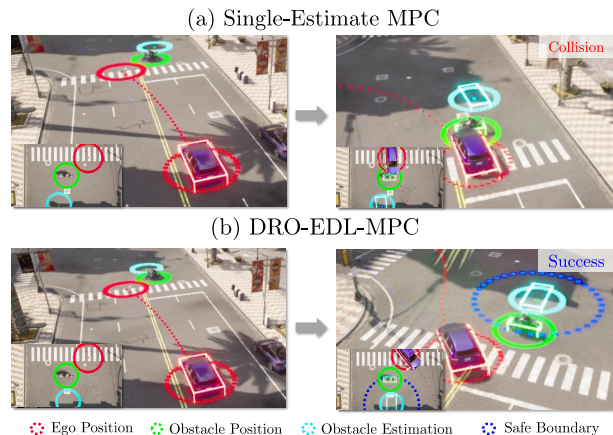 (a) Single-Estimate MPC
Collision
(b) DRO-EDL-MPC
Success
Ego Position
Obstacle Position
Obstacle Estimation
Safe Boundary